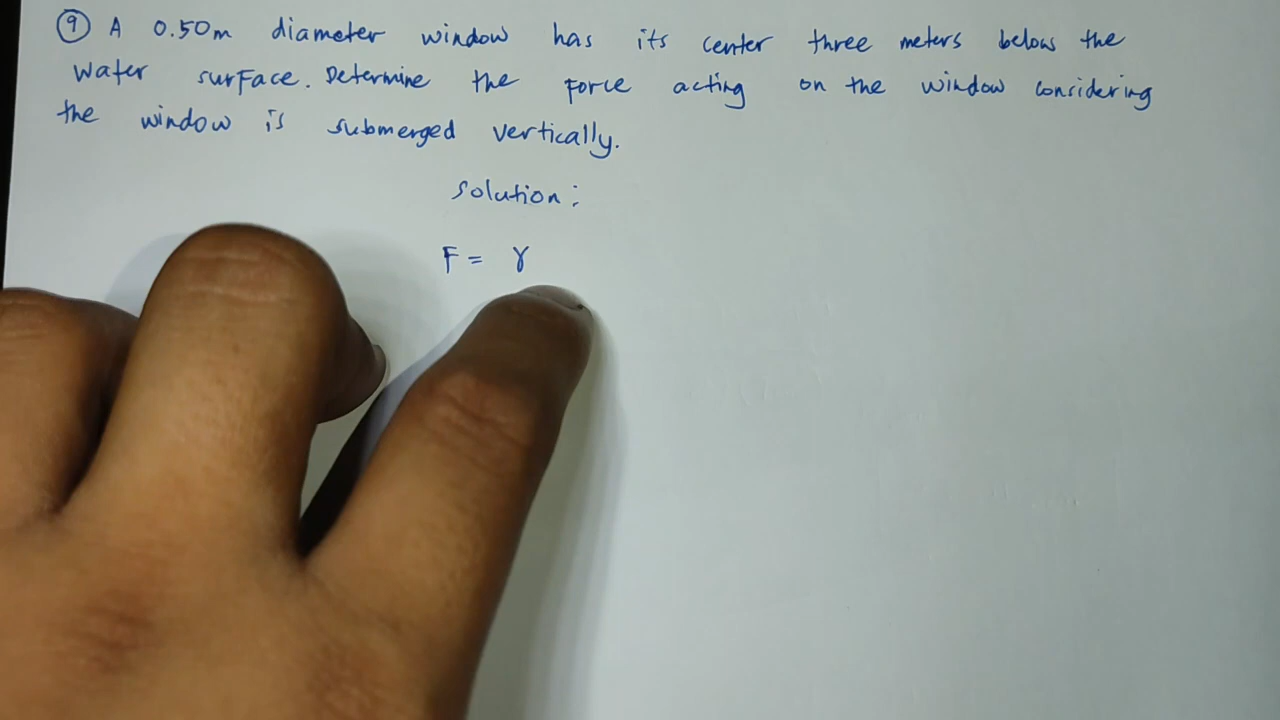 ⑨ A 0.50m diameter window has its center three meters below the
water surface. Determine the force acting on the window considering
the window is submerged vertically.
solution:
F = γ